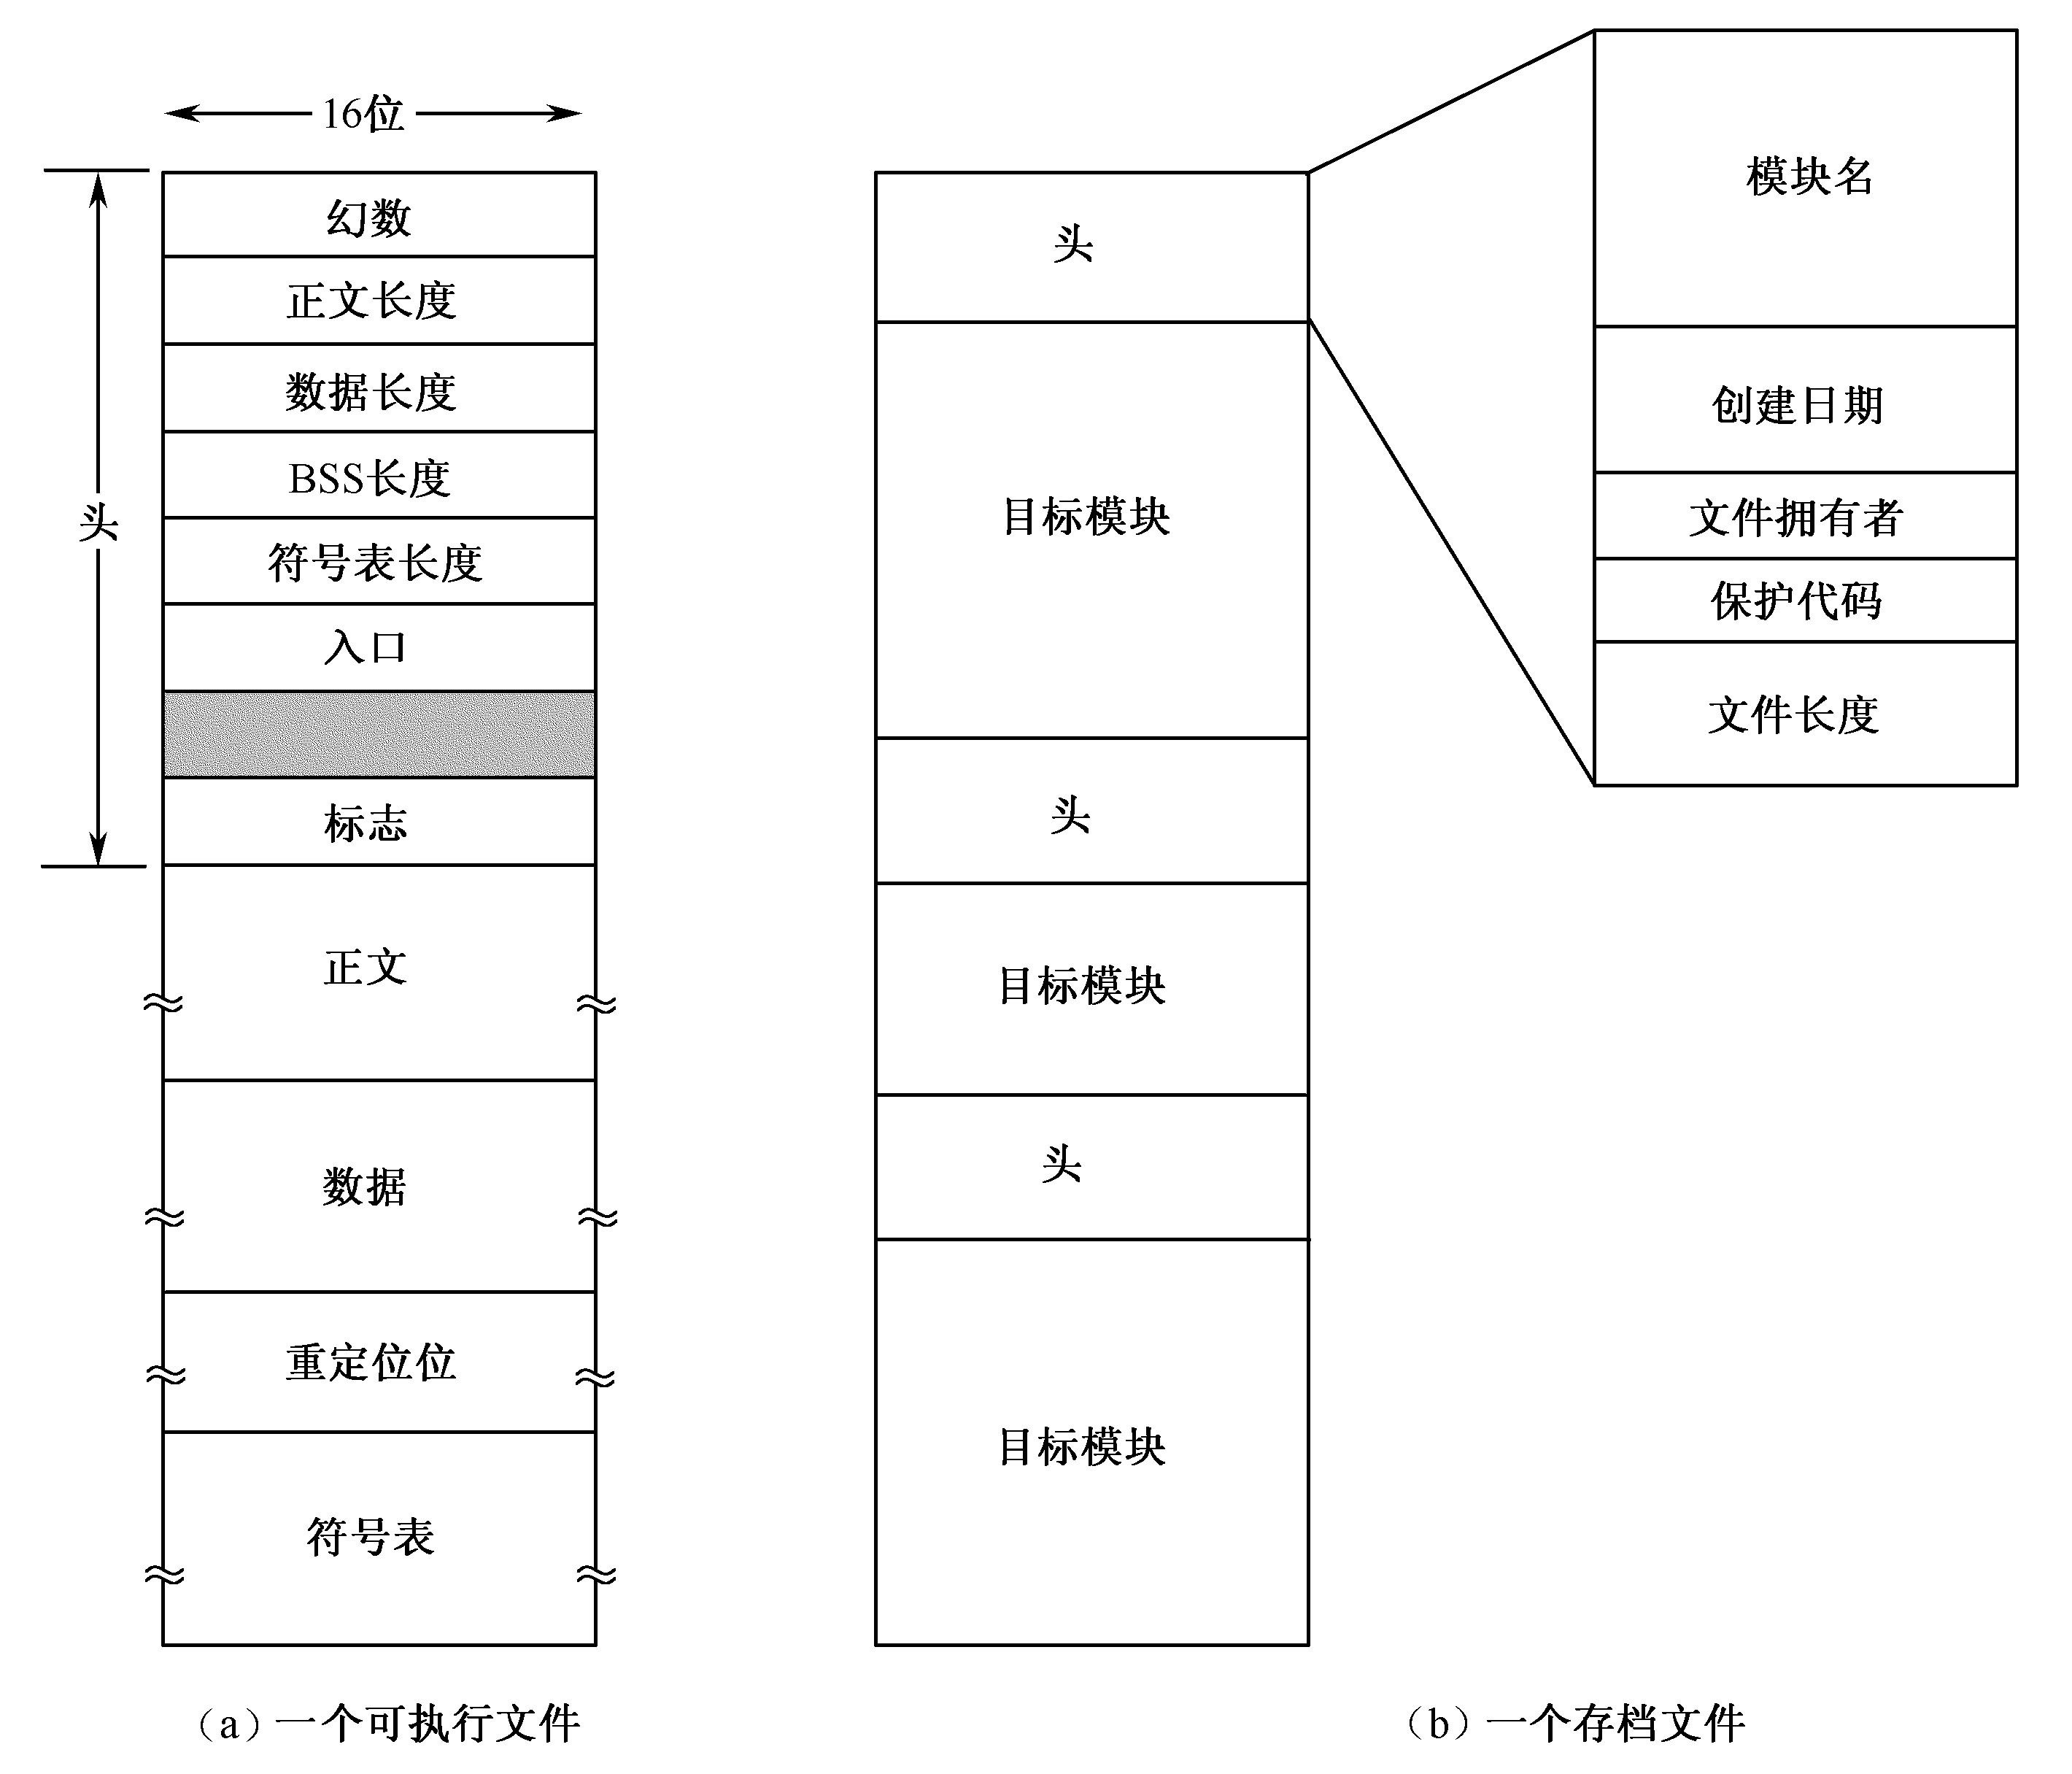 16位
头
幻数
正文长度
数据长度
BSS长度
符号表长度
入口
标志
正文
数据
重定位位
符号表
(a)一个可执行文件
头
目标模块
头
目标模块
头
目标模块
模块名
创建日期
文件拥有者
保护代码
文件长度
(b)一个存档文件